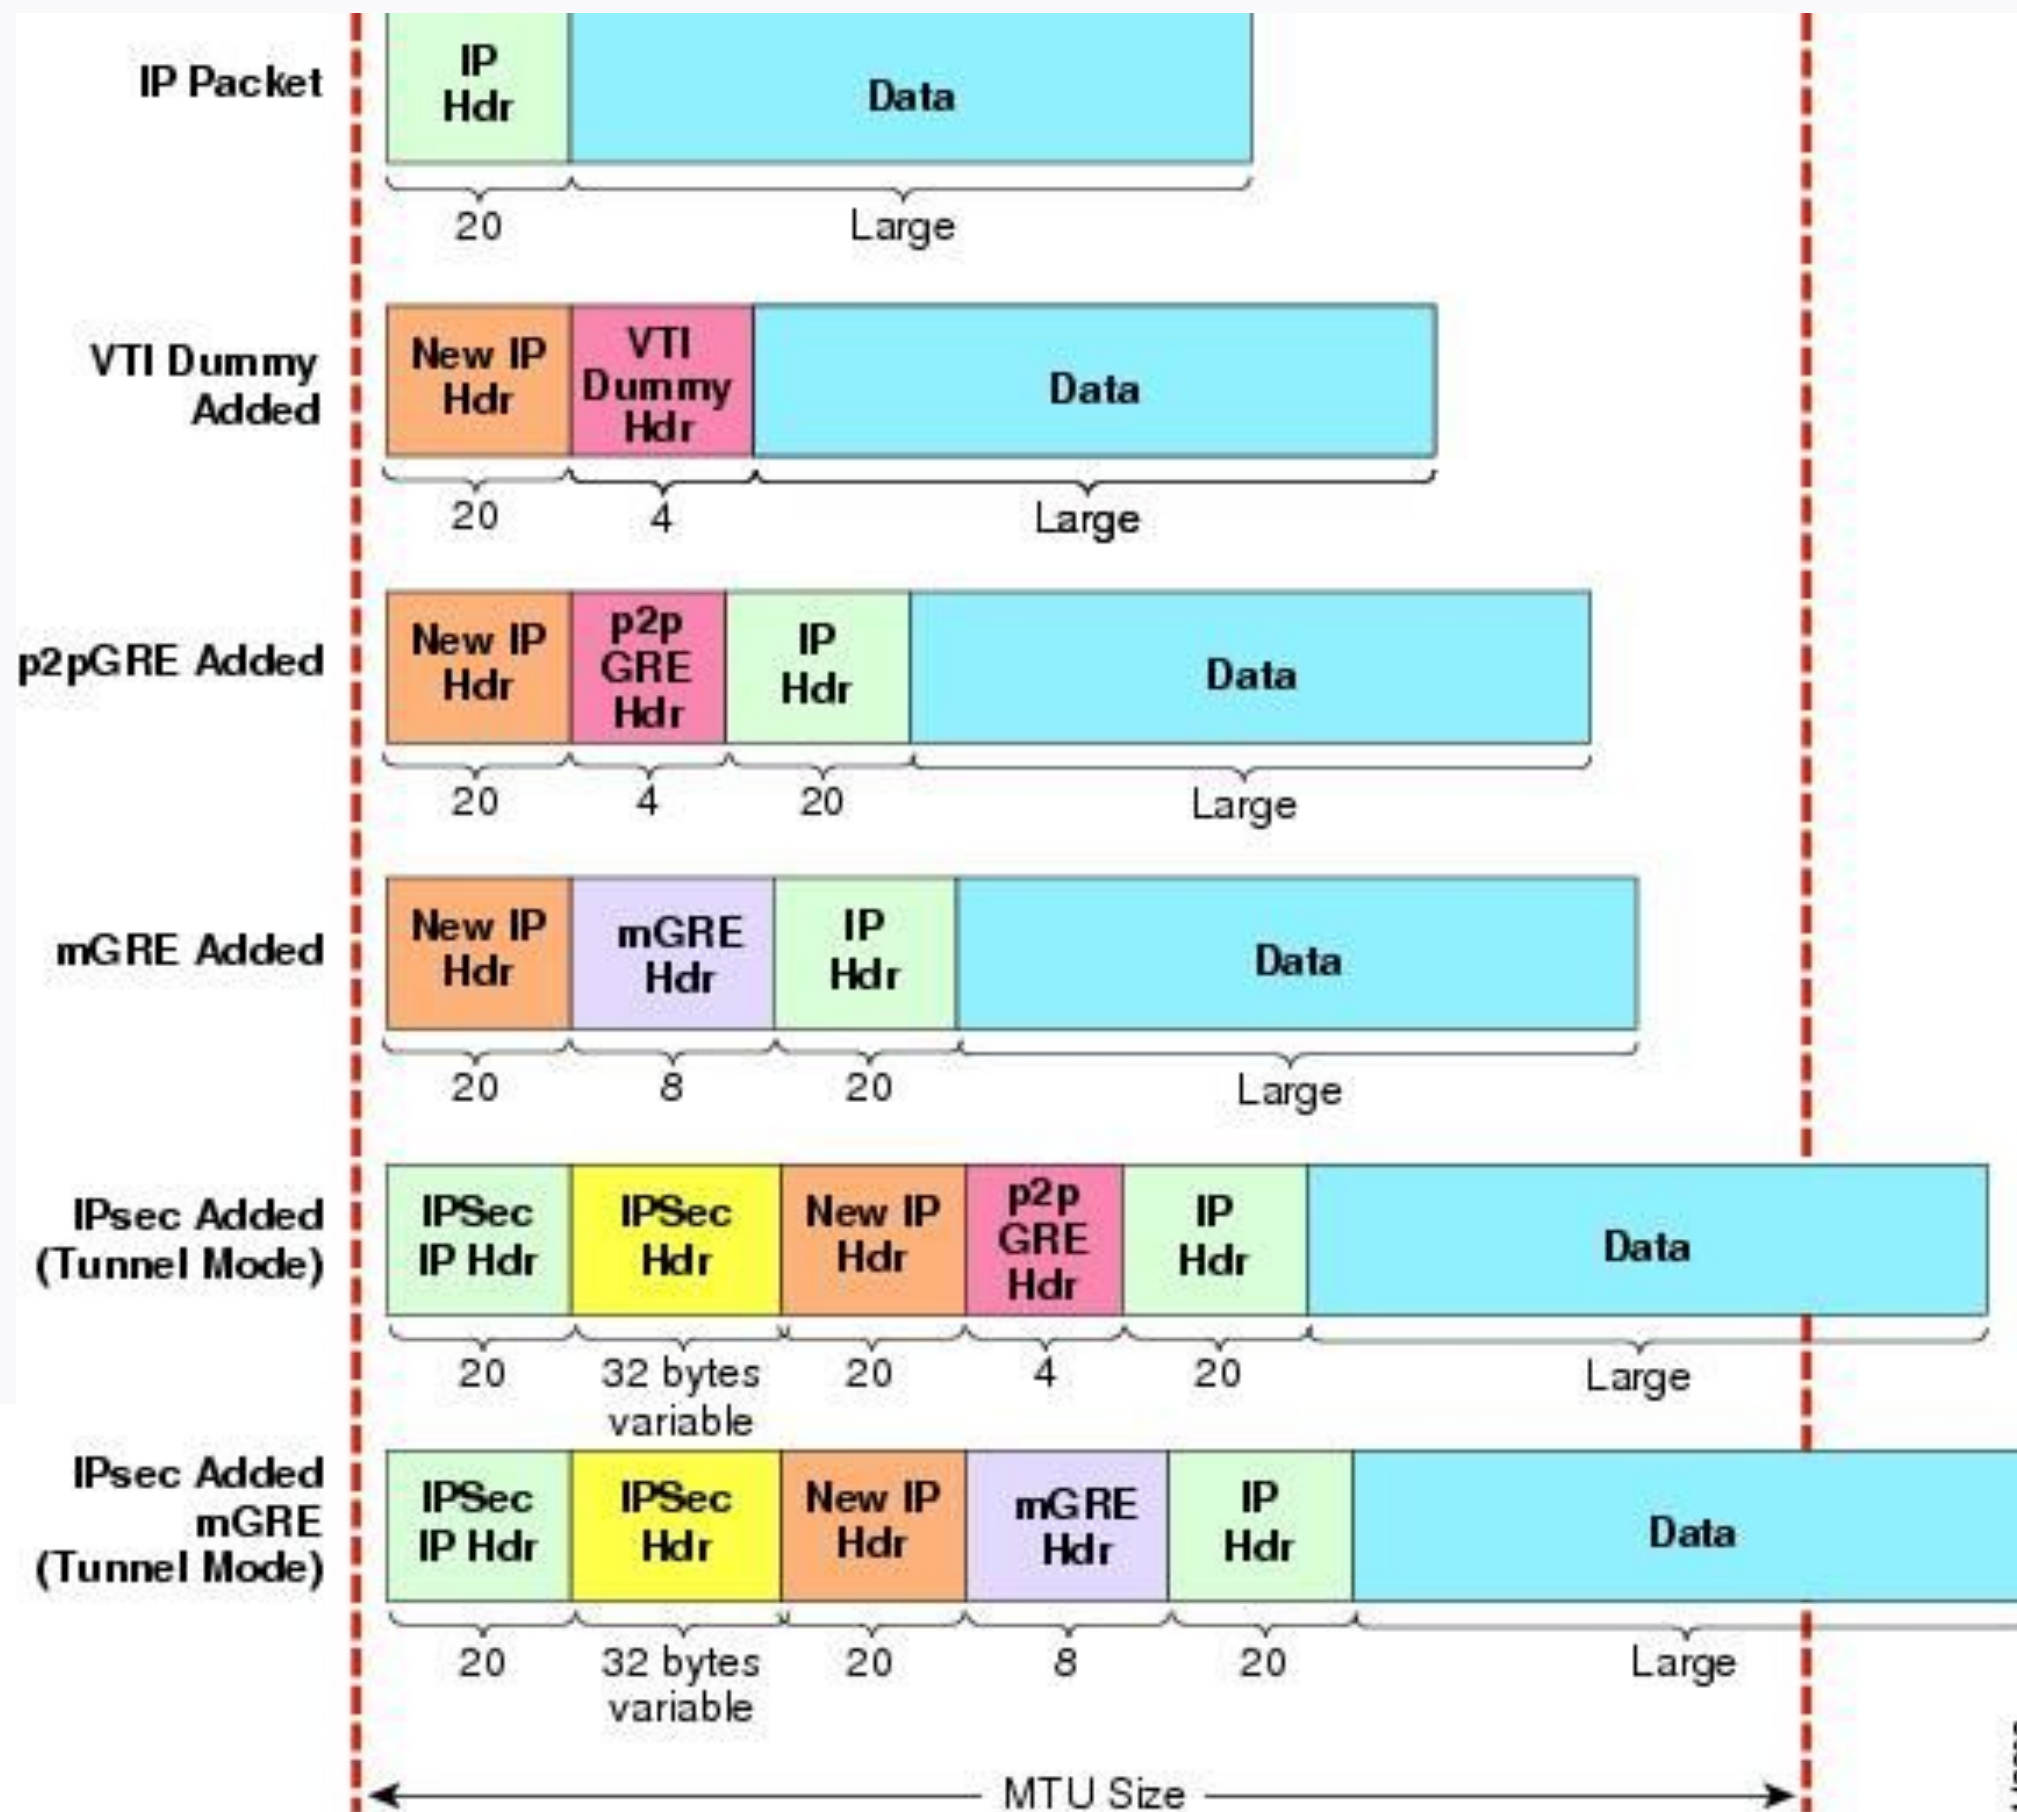 IP Packet
IP
Hdr
Data
20
Large
VTI Dummy
Added
New IP
Hdr
VTI
Dummy
Hdr
Data
20
4
Large
p2pGRE Added
New IP
Hdr
p2p
GRE
Hdr
IP
Hdr
Data
20
4
20
Large
mGRE Added
New IP
Hdr
mGRE
Hdr
IP
Hdr
Data
20
8
20
Large
IPsec Added
(Tunnel Mode)
IPSec
IP Hdr
IPSec
Hdr
New IP
Hdr
p2p
GRE
Hdr
IP
Hdr
Data
20
32 bytes
variable
20
4
20
Large
IPsec Added
mGRE
(Tunnel Mode)
IPSec
IP Hdr
IPSec
Hdr
New IP
Hdr
mGRE
Hdr
IP
Hdr
Data
20
32 bytes
variable
20
8
20
Large
MTU Size